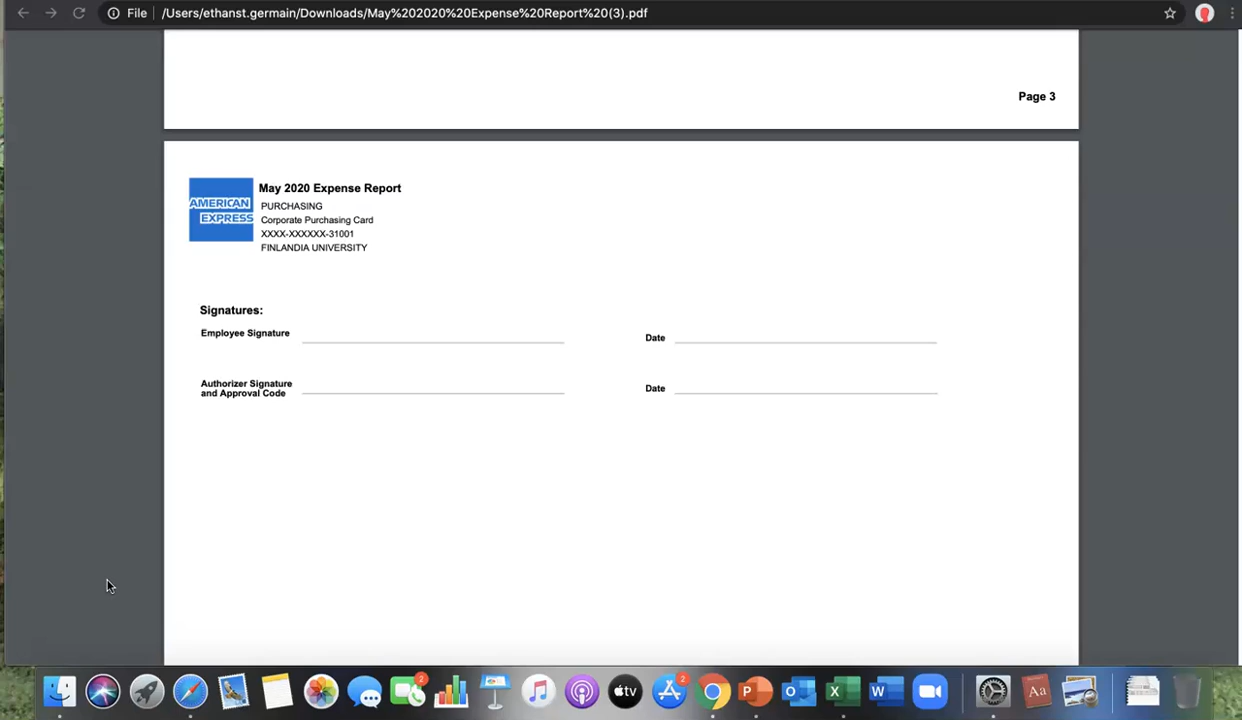 File
/Users/ethanst.germain/Downloads/May%202020%20Expense%20Report%20(3).pdf
Page 3
AMERICAN
EXPRESS
May 2020 Expense Report
PURCHASING
Corporate Purchasing Card
XXXX-XXXXXX-31001
FINLANDIA UNIVERSITY
Signatures:
Employee Signature
Date
Authorizer Signature
and Approval Code
Date
2
tv
2
P
O
X
W
Aa